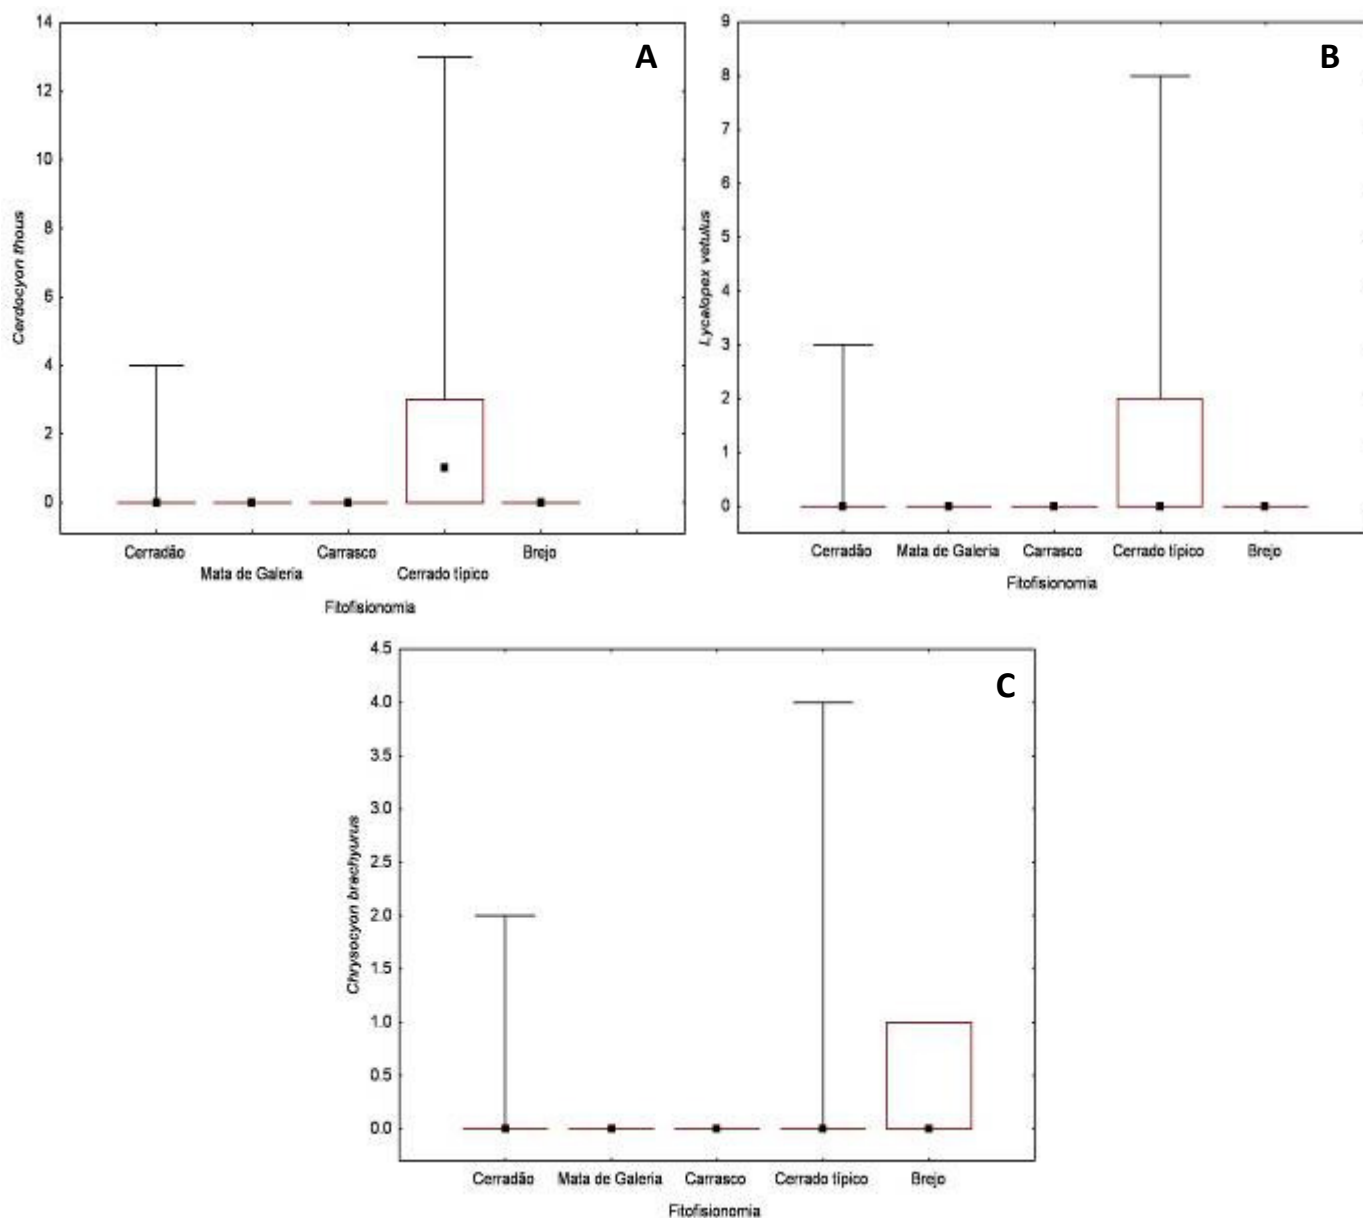 A
14
12
10
8
6
4
2
0
Cerdocyon thous
Cerradão
Mata de Galeria
Carrasco
Cerrado típico
Brejo
Fitofisionomia
B
9
8
7
6
5
4
3
2
1
0
Lycalopex vetulus
Cerradão Mata de Galeria Carrasco Cerrado típico Brejo
Fitofisionomia
C
4.5
4.0
3.5
3.0
2.5
2.0
1.5
1.0
0.5
0.0
Chrysocyon brachyurus
Cerradão Mata de Galeria Carrasco Cerrado típico Brejo
Fitofisionomia